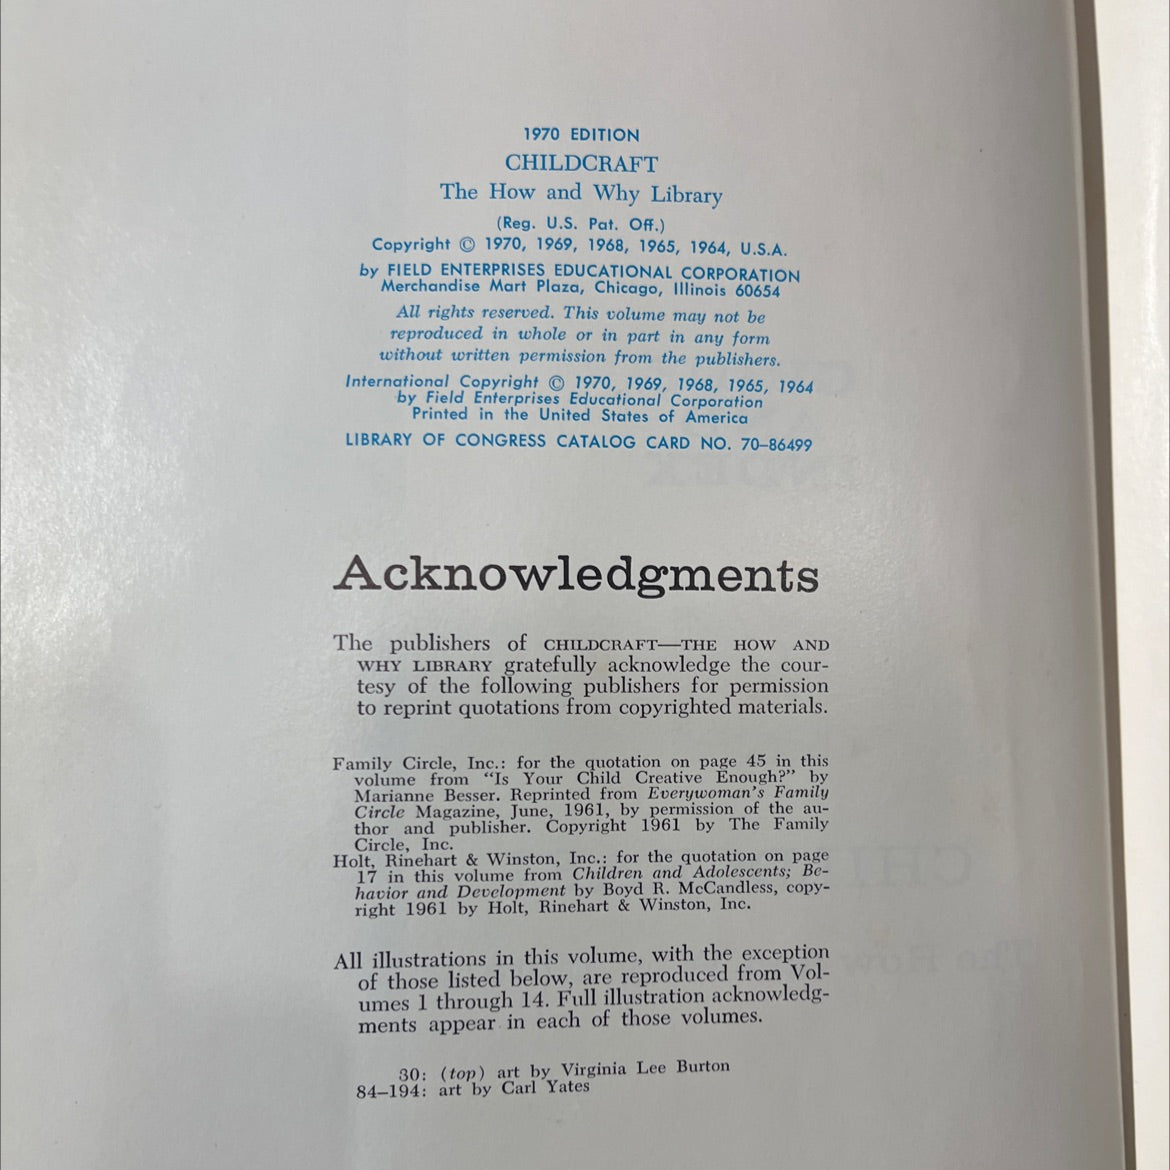 1970 EDITION
CHILDCRAFT
The How and Why Library
(Reg. U.S. Pat. Off.)
Copyright © 1970, 1969, 1968, 1965, 1964, U.S.A.
by FIELD ENTERPRISES EDUCATIONAL CORPORATION
Merchandise Mart Plaza, Chicago, Illinois 60654
All rights reserved. This volume may not be
reproduced in whole or in part in any form
without written permission from the publishers.
International Copyright © 1970, 1969, 1968, 1965, 1964
by Field Enterprises Educational Corporation
Printed in the United States of America
LIBRARY OF CONGRESS CATALOG CARD NO. 70–86499
Acknowledgments
The publishers of CHILDCRAFT—THE HOW AND
WHY LIBRARY gratefully acknowledge the cour-
tesy of the following publishers for permission
to reprint quotations from copyrighted materials.
Family Circle, Inc.: for the quotation on page 45 in this
volume from “Is Your Child Creative Enough?” by
Marianne Besser. Reprinted from Everywoman's Family
Circle Magazine, June, 1961, by permission of the au-
thor and publisher. Copyright 1961 by The Family
Circle, Inc.
Holt, Rinehart & Winston, Inc.: for the quotation on page
17 in this volume from Children and Adolescents; Be-
havior and Development by Boyd R. McCandless, copy-
right 1961 by Holt, Rinehart & Winston, Inc.
All illustrations in this volume, with the exception
of those listed below, are reproduced from Vol-
umes 1 through 14. Full illustration acknowledg-
ments appear in each of those volumes.
30: (top) art by Virginia Lee Burton
84–194: art by Carl Yates